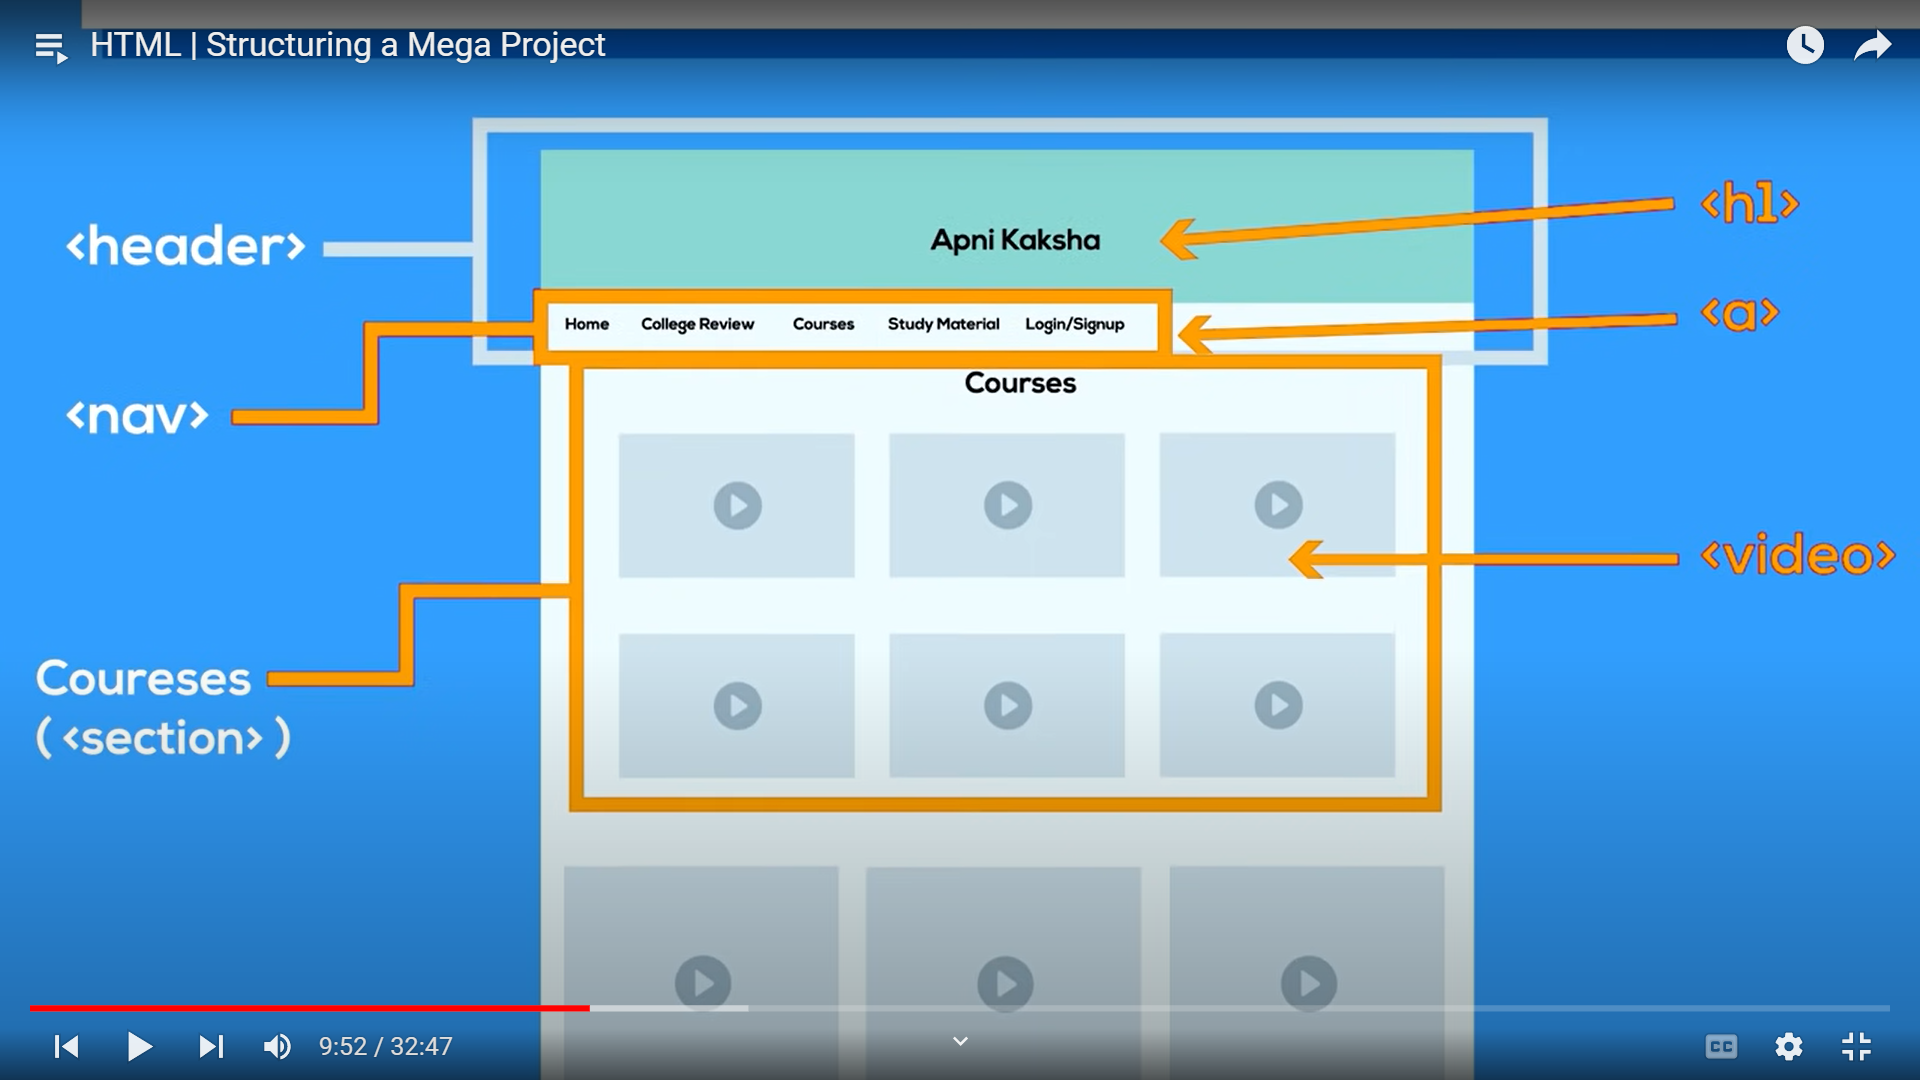 HTML | Structuring a Mega Project
<header>
<h1>
Apni Kaksha
<a>
Home College Review Courses Study Material Login/Signup
<nav>
Courses
<video>
Coureses
( <section> )
9:52 / 32:47
CC